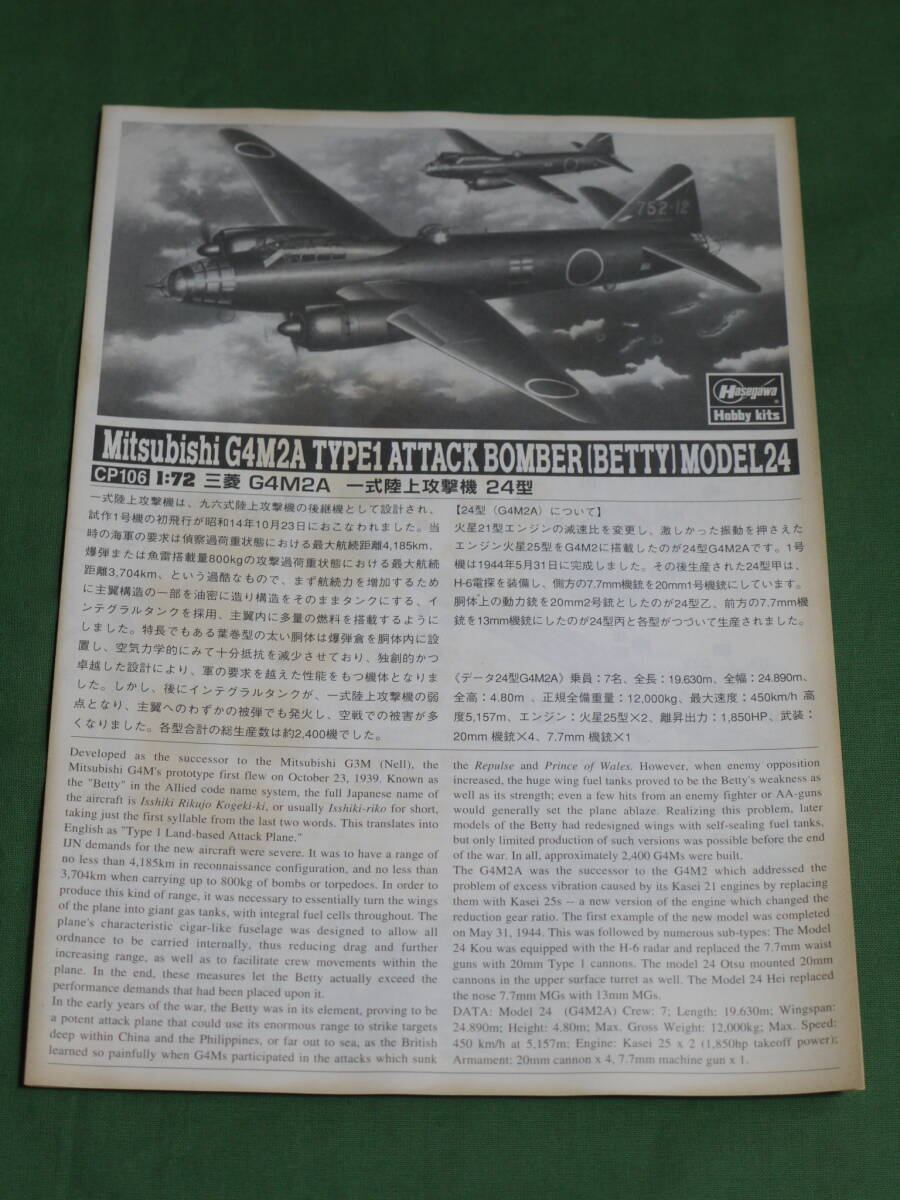 752-12
Hasegawa
Hobby kits
Mitsubishi G4M2A TYPE1 ATTACK BOMBER (BETTY) MODEL24
CP106 1:72 三菱 G4M2A 一式陸上攻撃機 24型
一式陸上攻撃機は、九六式陸上攻撃機の後継機として設計され、
試作1号機の初飛行が昭和14年10月23日におこなわれました。当
時の海軍の要求は偵察過荷重状態における最大航続距離4,185km、
爆弾または魚雷搭載量800kgの攻撃過荷重状態における最大航続
距離3,704km、という過酷なもので、まず航続力を増加するため
に主翼構造の一部を油密に造り構造をそのままタンクにする、イ
ンテグラルタンクを採用、主翼内に多量の燃料を搭載するように
しました。特長でもある葉巻型の太い胴体は爆弾倉を胴体内に設
置し、空気力学的にみて十分抵抗を減少させており、独創的かつ
卓越した設計により、軍の要求を越えた性能をもつ機体となりま
した。しかし、後にインテグラルタンクが、一式陸上攻撃機の弱
点となり、主翼へのわずかの被弾でも発火し、空戦での被害が多
くなりました。各型合計の総生産数は約2,400機でした。
【24型（G4M2A）について】
火星21型エンジンの減速比を変更し、激しかった振動を押さえた
エンジン火星25型をG4M2に搭載したのが24型G4M2Aです。1号
機は1944年5月31日に完成しました。その後生産された24型甲は、
H-6電探を装備し、側方の7.7mm機銃を20mm1号機銃にしています。
胴体上の動力銃を20mm2号銃としたのが24型乙、前方の7.7mm機
銃を13mm機銃にしたのが24型丙と各型がつづいて生産されました。
《データ24型G4M2A》乗員：7名、全長：19.630m、全幅：24.890m、
全高：4.80m 、正規全備重量：12,000kg、最大速度：450km/h 高
度5,157m、エンジン：火星25型×2、離昇出力：1,850HP、武装：
20mm 機銃×4、7.7mm 機銃×1
Developed as the successor to the Mitsubishi G3M (Nell), the
Mitsubishi G4M's prototype first flew on October 23, 1939. Known as
the "Betty" in the Allied code name system, the full Japanese name of
the aircraft is Isshiki Rikujo Kogeki-ki, or usually Isshiki-riko for short,
taking just the first syllable from the last two words. This translates into
English as "Type 1 Land-based Attack Plane."
IJN demands for the new aircraft were severe. It was to have a range of
no less than 4,185km in reconnaissance configuration, and no less than
3,704km when carrying up to 800kg of bombs or torpedoes. In order to
produce this kind of range, it was necessary to essentially turn the wings
of the plane into giant gas tanks, with integral fuel cells throughout. The
plane's characteristic cigar-like fuselage was designed to allow all
ordnance to be carried internally, thus reducing drag and further
increasing range, as well as to facilitate crew movements within the
plane. In the end, these measures let the Betty actually exceed the
performance demands that had been placed upon it.
In the early years of the war, the Betty was in its element, proving to be
a potent attack plane that could use its enormous range to strike targets
deep within China and the Philippines, or far out to sea, as the British
learned so painfully when G4Ms participated in the attacks which sunk
the Repulse and Prince of Wales. However, when enemy opposition
increased, the huge wing fuel tanks proved to be the Betty's weakness as
well as its strength; even a few hits from an enemy fighter or AA-guns
would generally set the plane ablaze. Realizing this problem, later
models of the Betty had redesigned wings with self-sealing fuel tanks,
but only limited production of such versions was possible before the end
of the war. In all, approximately 2,400 G4Ms were built.
The G4M2A was the successor to the G4M2 which addressed the
problem of excess vibration caused by its Kasei 21 engines by replacing
them with Kasei 25s -- a new version of the engine which changed the
reduction gear ratio. The first example of the new model was completed
on May 31, 1944. This was followed by numerous sub-types: The Model
24 Kou was equipped with the H-6 radar and replaced the 7.7mm waist
guns with 20mm Type 1 cannons. The model 24 Otsu mounted 20mm
cannons in the upper surface turret as well. The Model 24 Hei replaced
the nose 7.7mm MGs with 13mm MGs.
DATA: Model 24 (G4M2A) Crew: 7; Length: 19.630m; Wingspan:
24.890m; Height: 4.80m; Max. Gross Weight: 12,000kg; Max. Speed:
450 km/h at 5,157m; Engine: Kasei 25 x 2 (1,850hp takeoff power);
Armament: 20mm cannon x 4, 7.7mm machine gun x 1.